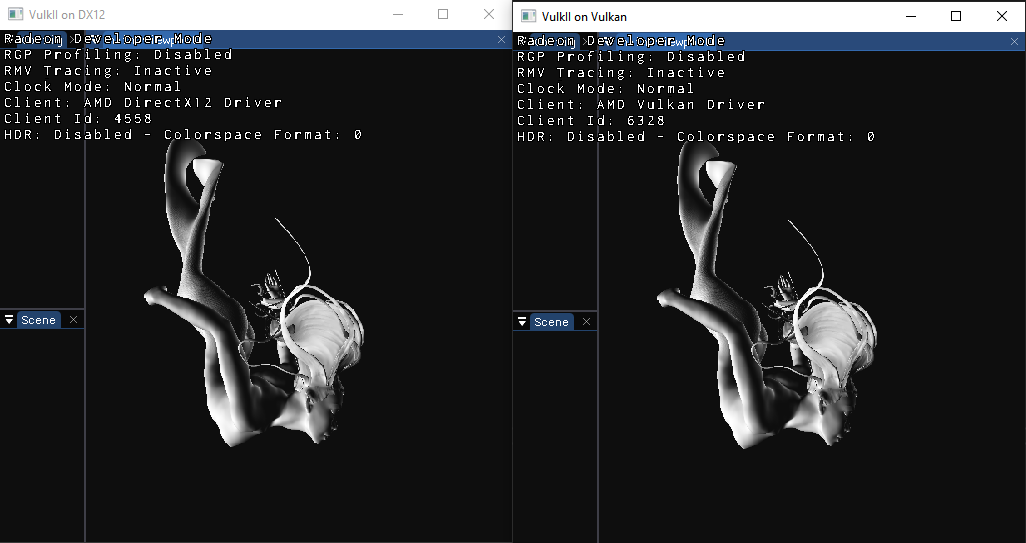 VulkII on DX12
Radeon Developer Mode
RGP Profiling: Disabled
RMV Tracing: Inactive
Clock Mode: Normal
Client: AMD DirectX12 Driver
Client Id: 4558
HDR: Disabled - Colorspace Format: 0
Scene
VulkII on Vulkan
Radeon Developer Mode
RGP Profiling: Disabled
RMV Tracing: Inactive
Clock Mode: Normal
Client: AMD Vulkan Driver
Client Id: 6328
HDR: Disabled - Colorspace Format: 0
Scene